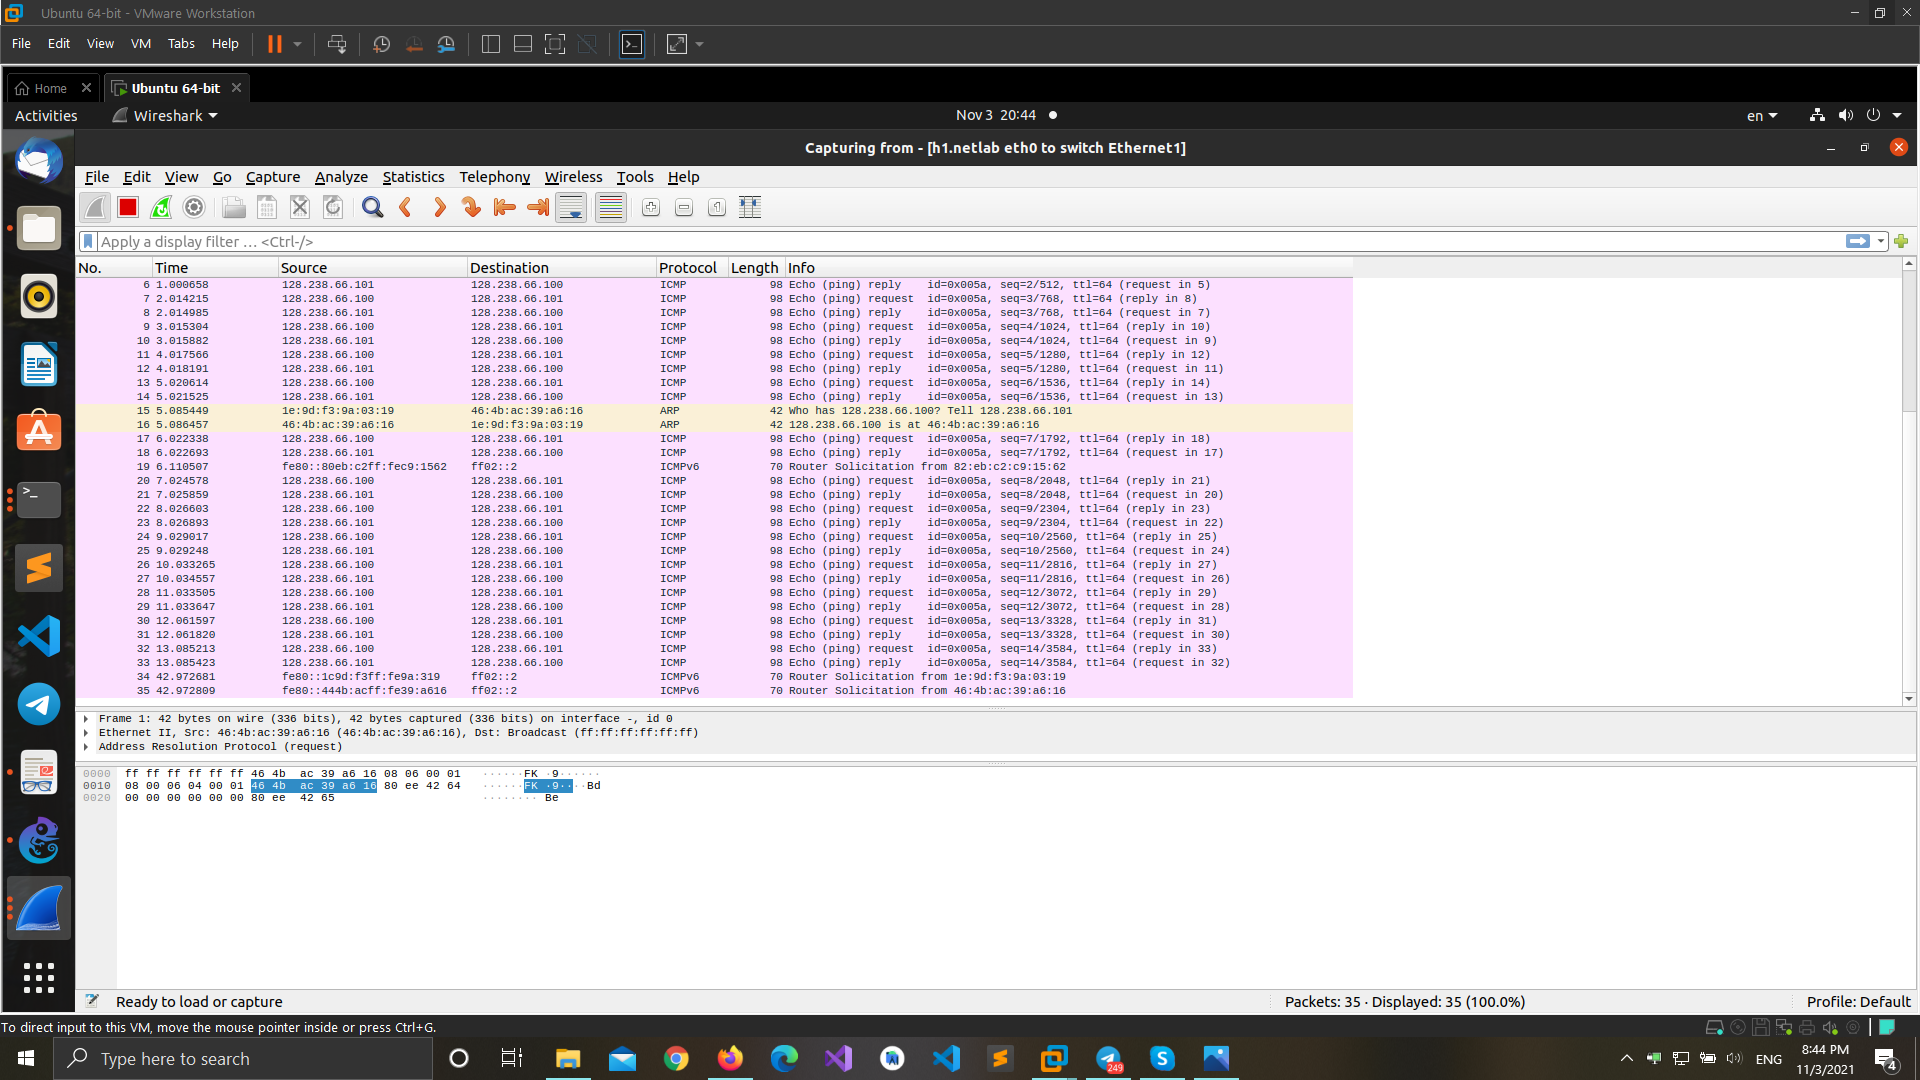 Ubuntu 64-bit - VMware Workstation
File Edit View VM Tabs Help
Home Ubuntu 64-bit
Activities Wireshark Nov 3 20:44 en
Capturing from - [h1.netlab eth0 to switch Ethernet1]
File Edit View Go Capture Analyze Statistics Telephony Wireless Tools Help
Apply a display filter … <Ctrl-/>
No. Time Source Destination Protocol Length Info
6 1.000658 128.238.66.101 128.238.66.100 ICMP 98 Echo (ping) reply id=0x005a, seq=2/512, ttl=64 (request in 5)
7 2.014215 128.238.66.100 128.238.66.101 ICMP 98 Echo (ping) request id=0x005a, seq=3/768, ttl=64 (reply in 8)
8 2.014985 128.238.66.101 128.238.66.100 ICMP 98 Echo (ping) reply id=0x005a, seq=3/768, ttl=64 (request in 7)
9 3.015304 128.238.66.100 128.238.66.101 ICMP 98 Echo (ping) request id=0x005a, seq=4/1024, ttl=64 (reply in 10)
10 3.015882 128.238.66.101 128.238.66.100 ICMP 98 Echo (ping) reply id=0x005a, seq=4/1024, ttl=64 (request in 9)
11 4.017566 128.238.66.100 128.238.66.101 ICMP 98 Echo (ping) request id=0x005a, seq=5/1280, ttl=64 (reply in 12)
12 4.018191 128.238.66.101 128.238.66.100 ICMP 98 Echo (ping) reply id=0x005a, seq=5/1280, ttl=64 (request in 11)
13 5.020614 128.238.66.100 128.238.66.101 ICMP 98 Echo (ping) request id=0x005a, seq=6/1536, ttl=64 (reply in 14)
14 5.021525 128.238.66.101 128.238.66.100 ICMP 98 Echo (ping) reply id=0x005a, seq=6/1536, ttl=64 (request in 13)
15 5.085449 1e:9d:f3:9a:03:19 46:4b:ac:39:a6:16 ARP 42 Who has 128.238.66.100? Tell 128.238.66.101
16 5.086457 46:4b:ac:39:a6:16 1e:9d:f3:9a:03:19 ARP 42 128.238.66.100 is at 46:4b:ac:39:a6:16
17 6.022338 128.238.66.100 128.238.66.101 ICMP 98 Echo (ping) request id=0x005a, seq=7/1792, ttl=64 (reply in 18)
18 6.022693 128.238.66.101 128.238.66.100 ICMP 98 Echo (ping) reply id=0x005a, seq=7/1792, ttl=64 (request in 17)
19 6.110507 fe80::80eb:c2ff:fec9:1562 ff02::2 ICMPv6 70 Router Solicitation from 82:eb:c2:c9:15:62
20 7.024578 128.238.66.100 128.238.66.101 ICMP 98 Echo (ping) request id=0x005a, seq=8/2048, ttl=64 (reply in 21)
21 7.025859 128.238.66.101 128.238.66.100 ICMP 98 Echo (ping) reply id=0x005a, seq=8/2048, ttl=64 (request in 20)
22 8.026603 128.238.66.100 128.238.66.101 ICMP 98 Echo (ping) request id=0x005a, seq=9/2304, ttl=64 (reply in 23)
23 8.026893 128.238.66.101 128.238.66.100 ICMP 98 Echo (ping) reply id=0x005a, seq=9/2304, ttl=64 (request in 22)
24 9.029017 128.238.66.100 128.238.66.101 ICMP 98 Echo (ping) request id=0x005a, seq=10/2560, ttl=64 (reply in 25)
25 9.029248 128.238.66.101 128.238.66.100 ICMP 98 Echo (ping) reply id=0x005a, seq=10/2560, ttl=64 (request in 24)
26 10.033265 128.238.66.100 128.238.66.101 ICMP 98 Echo (ping) request id=0x005a, seq=11/2816, ttl=64 (reply in 27)
27 10.034557 128.238.66.101 128.238.66.100 ICMP 98 Echo (ping) reply id=0x005a, seq=11/2816, ttl=64 (request in 26)
28 11.033505 128.238.66.100 128.238.66.101 ICMP 98 Echo (ping) request id=0x005a, seq=12/3072, ttl=64 (reply in 29)
29 11.033647 128.238.66.101 128.238.66.100 ICMP 98 Echo (ping) reply id=0x005a, seq=12/3072, ttl=64 (request in 28)
30 12.061597 128.238.66.100 128.238.66.101 ICMP 98 Echo (ping) request id=0x005a, seq=13/3328, ttl=64 (reply in 31)
31 12.061820 128.238.66.101 128.238.66.100 ICMP 98 Echo (ping) reply id=0x005a, seq=13/3328, ttl=64 (request in 30)
32 13.085213 128.238.66.100 128.238.66.101 ICMP 98 Echo (ping) request id=0x005a, seq=14/3584, ttl=64 (reply in 33)
33 13.085423 128.238.66.101 128.238.66.100 ICMP 98 Echo (ping) reply id=0x005a, seq=14/3584, ttl=64 (request in 32)
34 42.972681 fe80::1c9d:f3ff:fe9a:319 ff02::2 ICMPv6 70 Router Solicitation from 1e:9d:f3:9a:03:19
35 42.972809 fe80::444b:acff:fe39:a616 ff02::2 ICMPv6 70 Router Solicitation from 46:4b:ac:39:a6:16
Frame 1: 42 bytes on wire (336 bits), 42 bytes captured (336 bits) on interface -, id 0
Ethernet II, Src: 46:4b:ac:39:a6:16 (46:4b:ac:39:a6:16), Dst: Broadcast (ff:ff:ff:ff:ff:ff)
Address Resolution Protocol (request)
0000 ff ff ff ff ff ff 46 4b ac 39 a6 16 08 06 00 01 ······FK ·9······
0010 08 00 06 04 00 01 46 4b ac 39 a6 16 80 ee 42 64 ······FK ·9····Bd
0020 00 00 00 00 00 00 80 ee 42 65 ········ Be
Ready to load or capture Packets: 35 · Displayed: 35 (100.0%) Profile: Default
To direct input to this VM, move the mouse pointer inside or press Ctrl+G.
Type here to search 249 ENG 8:44 PM
11/3/2021 4